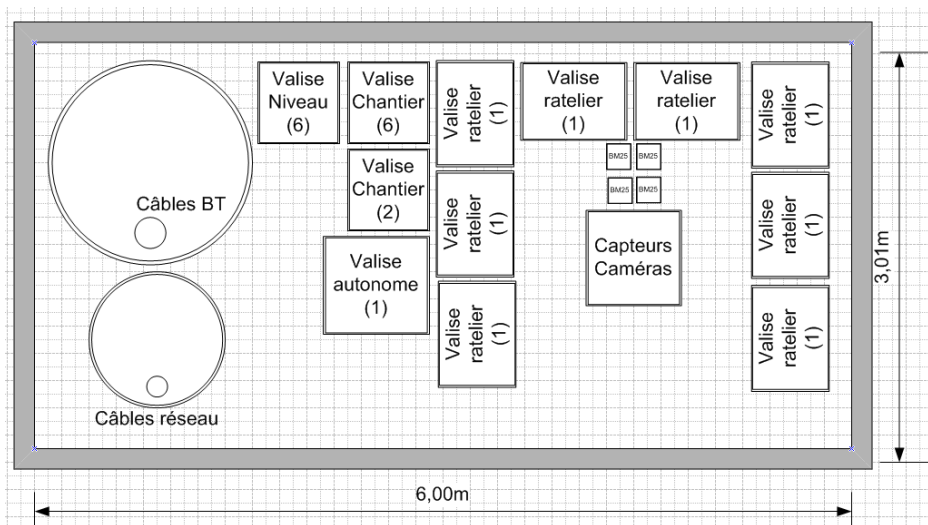 Valise
Niveau
(6)
Valise
Chantier
(6)
Valise
ratelier
(1)
Valise
ratelier
(1)
Valise
ratelier
(1)
Valise
ratelier
(1)
BM25
BM25
BM25
BM25
Valise
Chantier
(2)
Valise
ratelier
(1)
Valise
ratelier
(1)
Câbles BT
Capteurs
Caméras
Valise
autonome
(1)
Valise
ratelier
(1)
Valise
ratelier
(1)
Câbles réseau
3,01m
6,00m